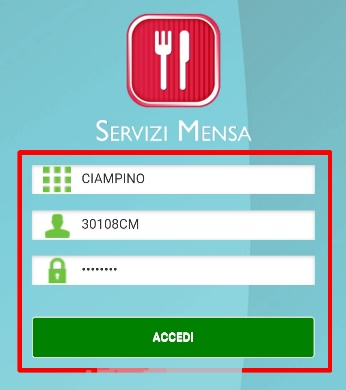 SERVIZI MENSA
CIAMPINO
30108CM
••••••••
ACCEDI